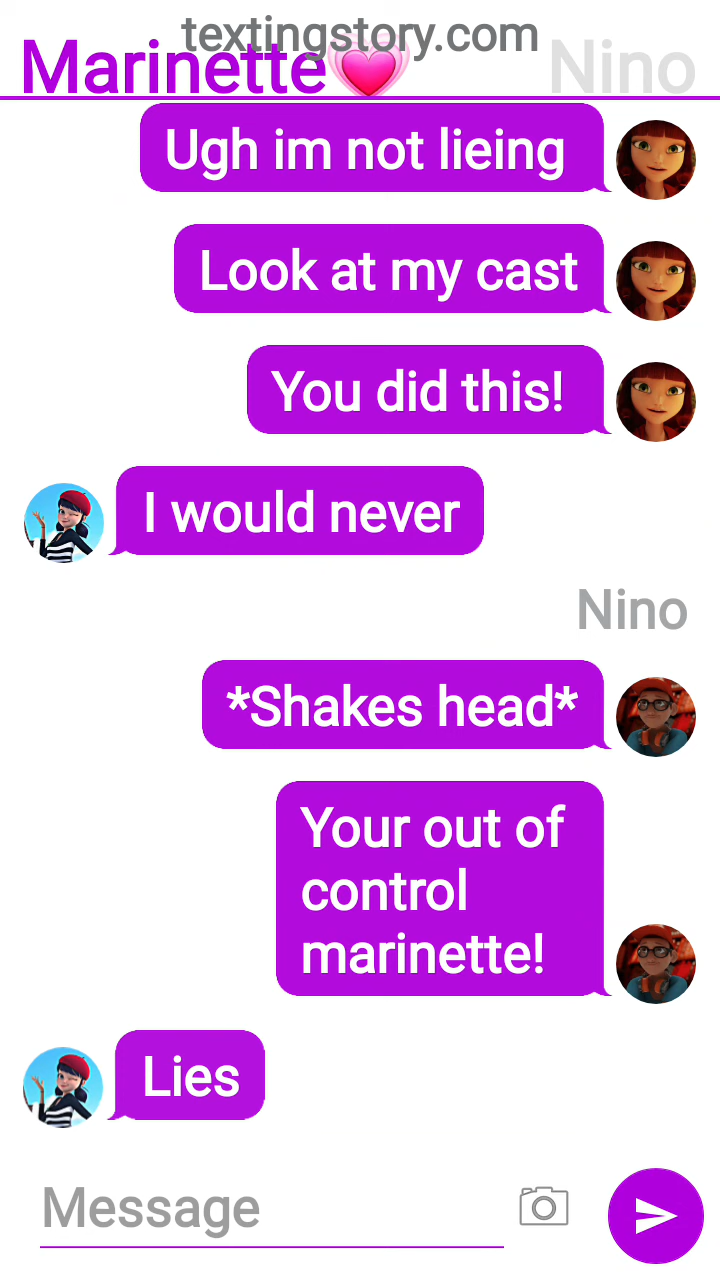 textingstory.com
Marinette💗 Nino
Ugh im not lieing
Look at my cast
You did this!
I would never
Nino
*Shakes head*
Your out of
control
marinette!
Lies
Message